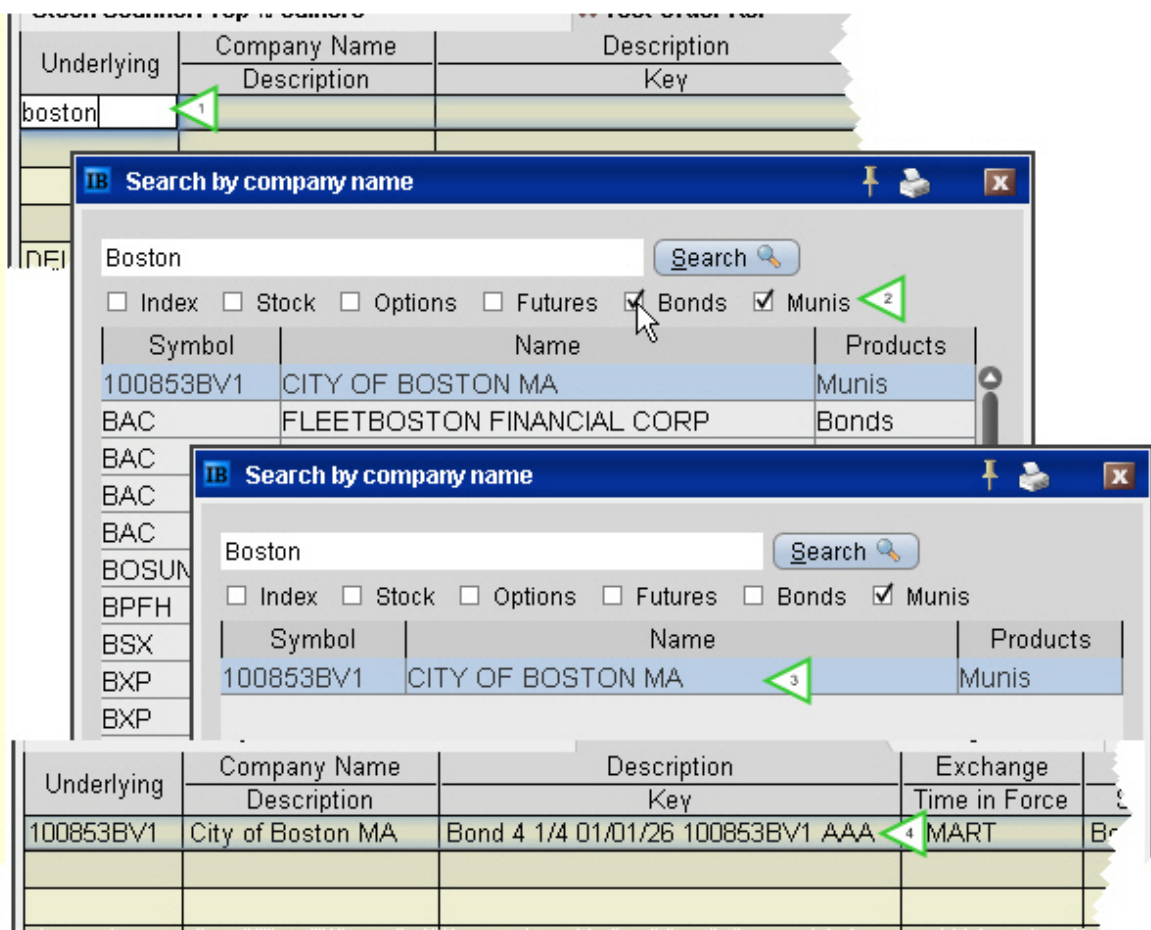 Underlying Company Name Description
Description Key
boston 1
IB Search by company name
Boston Search
Index Stock Options Futures Bonds Munis 2
Symbol Name Products
100853BV1 CITY OF BOSTON MA Munis
BAC FLEETBOSTON FINANCIAL CORP Bonds
BAC
BAC
BAC
BOSUN
BPFH
BSX
BXP
BXP
IB Search by company name
Boston Search
Index Stock Options Futures Bonds Munis
Symbol Name Products
100853BV1 CITY OF BOSTON MA 3 Munis
Underlying Company Name Description Exchange
Description Key Time in Force
100853BV1 City of Boston MA Bond 4 1/4 01/01/26 100853BV1 AAA 4 MART